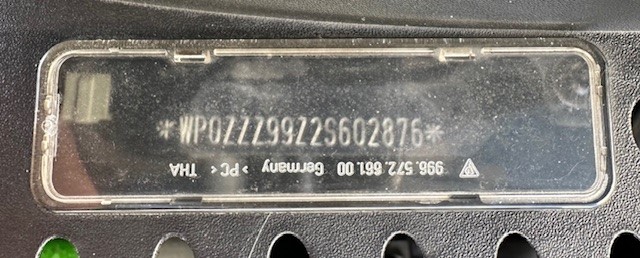 *WP0ZZZ99Z2S602876*
996. 572. 661. 00 Germany > PC < THA